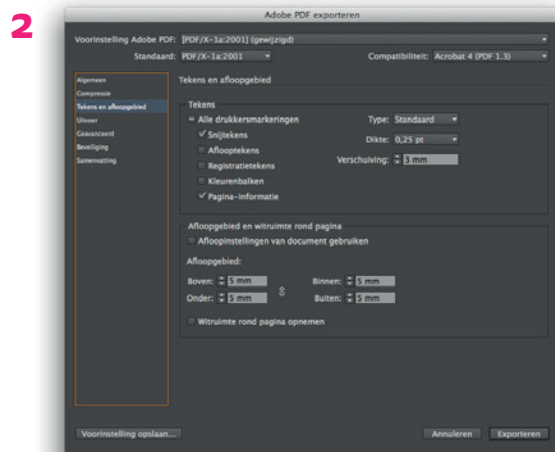 2
Adobe PDF exporteren
Voorinstelling Adobe PDF: [PDF/X-1a:2001] (gewijzigd)
Standaard: PDF/X-1a:2001 Compatibiliteit: Acrobat 4 (PDF 1.3)
Algemeen
Compressie
Tekens en afloopgebied
Uitvoer
Geavanceerd
Beveiliging
Samenvatting
Tekens en afloopgebied
Tekens
Alle drukkersmarkeringen Type: Standaard
Snijtekens Dikte: 0,25 pt
Aflooptekens Verschuiving: 3 mm
Registratietekens
Kleurenbalken
Pagina-informatie
Afloopgebied en witruimte rond pagina
Afloopinstellingen van document gebruiken
Afloopgebied:
Boven: 5 mm Binnen: 5 mm
Onder: 5 mm Buiten: 5 mm
Witruimte rond pagina opnemen
Voorinstelling opslaan... Annuleren Exporteren